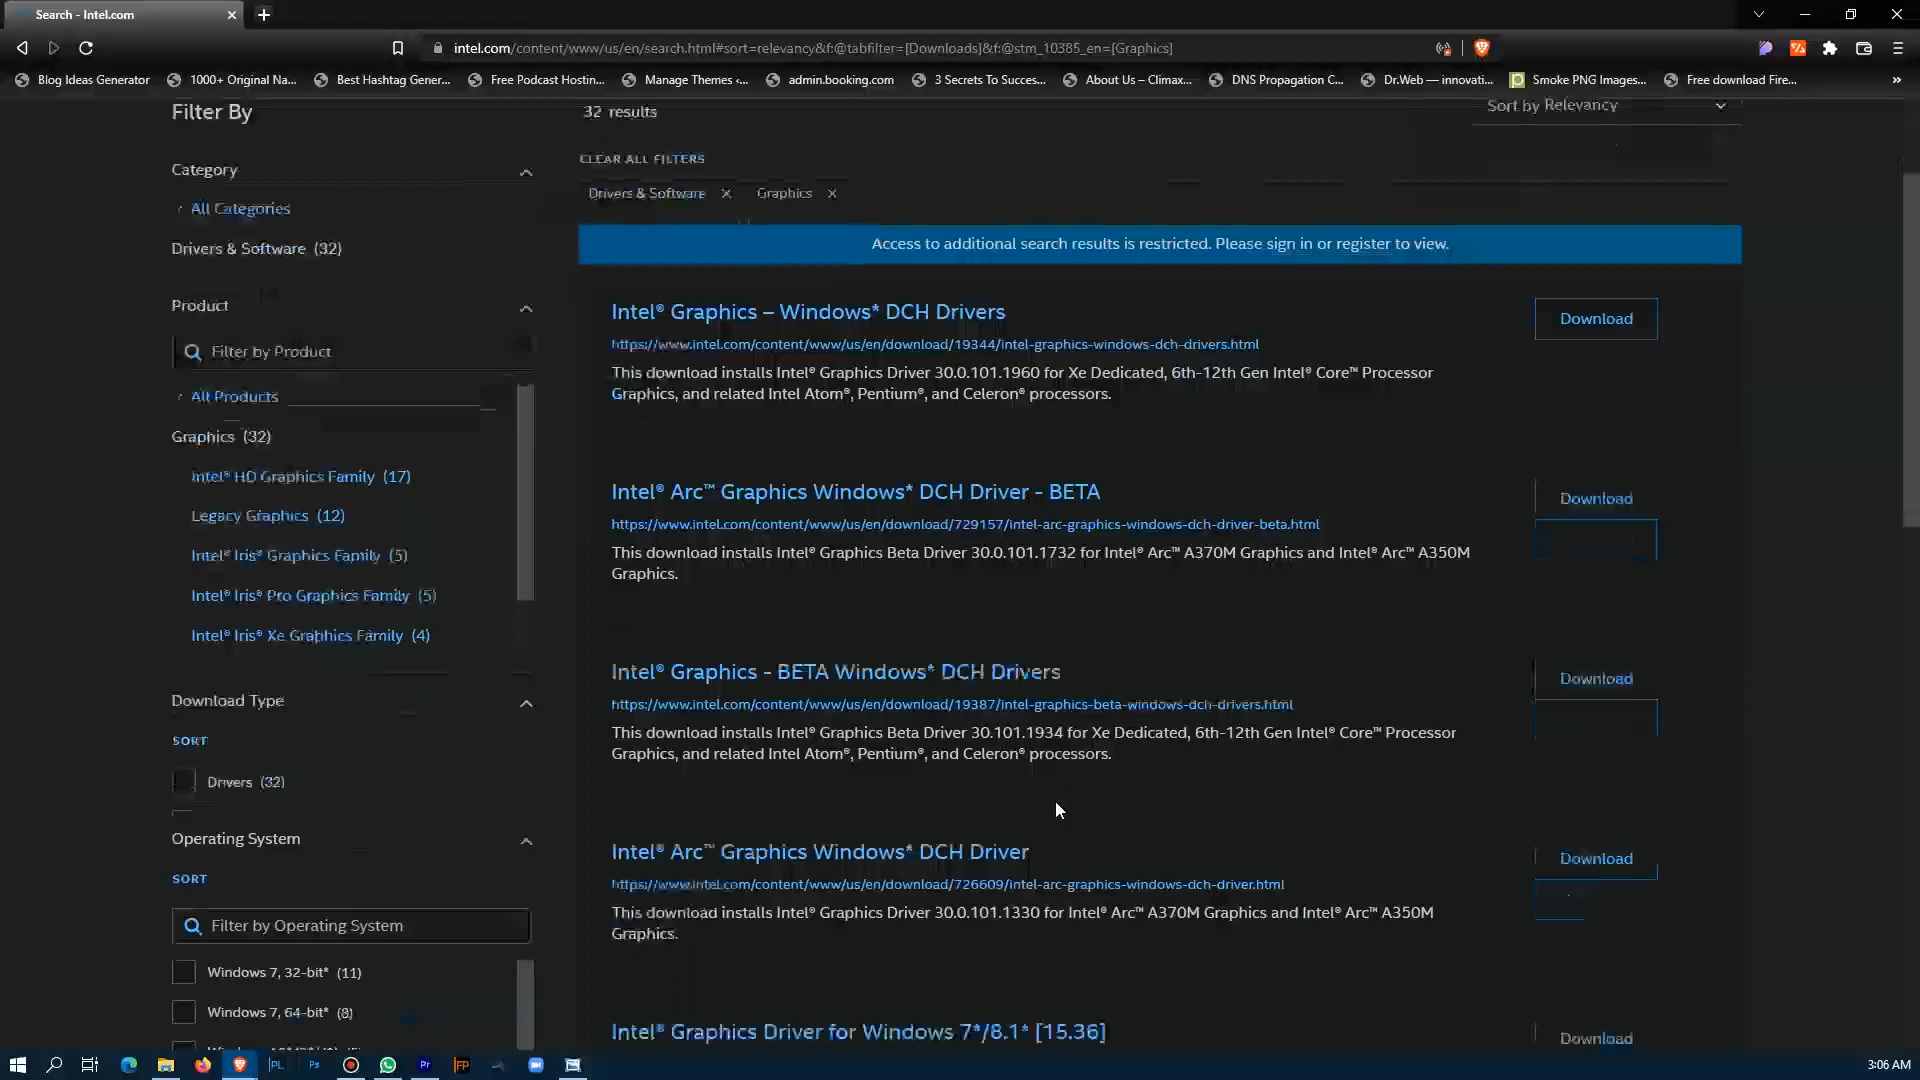 Search - Intel.com
intel.com/content/www/us/en/search.html#sort=relevancy&f:@tabfilter=[Downloads]&f:@stm_10385_en=[Graphics]
Blog Ideas Generator
1000+ Original Na...
Best Hashtag Gener...
Free Podcast Hostin...
Manage Themes ‹...
admin.booking.com
3 Secrets To Succes...
About Us – Climax...
DNS Propagation C...
Dr.Web — innovati...
Smoke PNG Images...
Free download Fire...
»
Filter By
Category
All Categories
Drivers & Software (32)
Product
Filter by Product
All Products
Graphics (32)
Intel® HD Graphics Family (17)
Legacy Graphics (12)
Intel® Iris® Graphics Family (5)
Intel® Iris® Pro Graphics Family (5)
Intel® Iris® Xe Graphics Family (4)
Download Type
SORT
Drivers (32)
Operating System
SORT
Filter by Operating System
Windows 7, 32-bit* (11)
Windows 7, 64-bit* (8)
32 results
Sort by Relevancy
CLEAR ALL FILTERS
Drivers & Software
Graphics
Access to additional search results is restricted. Please sign in or register to view.
Intel® Graphics – Windows* DCH Drivers
Download
https://www.intel.com/content/www/us/en/download/19344/intel-graphics-windows-dch-drivers.html
This download installs Intel® Graphics Driver 30.0.101.1960 for Xe Dedicated, 6th-12th Gen Intel® Core™ Processor
Graphics, and related Intel Atom®, Pentium®, and Celeron® processors.
Intel® Arc™ Graphics Windows* DCH Driver - BETA
Download
https://www.intel.com/content/www/us/en/download/729157/intel-arc-graphics-windows-dch-driver-beta.html
This download installs Intel® Graphics Beta Driver 30.0.101.1732 for Intel® Arc™ A370M Graphics and Intel® Arc™ A350M
Graphics.
Intel® Graphics - BETA Windows* DCH Drivers
Download
https://www.intel.com/content/www/us/en/download/19387/intel-graphics-beta-windows-dch-drivers.html
This download installs Intel® Graphics Beta Driver 30.101.1934 for Xe Dedicated, 6th-12th Gen Intel® Core™ Processor
Graphics, and related Intel Atom®, Pentium®, and Celeron® processors.
Intel® Arc™ Graphics Windows* DCH Driver
Download
https://www.intel.com/content/www/us/en/download/726609/intel-arc-graphics-windows-dch-driver.html
This download installs Intel® Graphics Driver 30.0.101.1330 for Intel® Arc™ A370M Graphics and Intel® Arc™ A350M
Graphics.
Intel® Graphics Driver for Windows 7*/8.1* [15.36]
Download
PL
Ps
Pr
FP
3:06 AM